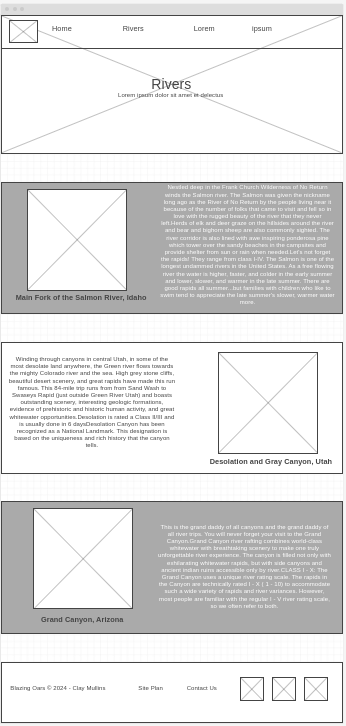 Home Rivers Lorem ipsum
Rivers
Lorem ipsum dolor sit amet et delectus
Nestled deep in the Frank Church Wilderness of No Return
winds the Salmon river. The Salmon was given the nickname
long ago as the River of No Return by the people living near it
because of the number of folks that came to visit and fell so in
love with the rugged beauty of the river that they never
left.Herds of elk and deer graze on the hillsides around the river
and bear and bighorn sheep are also commonly sighted. The
river corridor is also lined with awe inspiring ponderosa pine
which tower over the sandy beaches in the campsites and
provide shelter from sun or rain when needed.Let's not forget
the rapids! They range from class I-IV. The Salmon is one of the
longest undammed rivers in the United States. As a free flowing
river the water is higher, faster, and colder in the early summer
and lower, slower, and warmer in the late summer. There are
good rapids all summer...but families with children who like to
swim tend to appreciate the late summer's slower, warmer water
more.
Main Fork of the Salmon River, Idaho
Winding through canyons in central Utah, in some of the
most desolate land anywhere, the Green river flows towards
the mighty Colorado river and the sea. High grey stone cliffs,
beautiful desert scenery, and great rapids have made this run
famous. This 84-mile trip runs from from Sand Wash to
Swaseys Rapid (just outside Green River Utah) and boasts
outstanding scenery, interesting geologic formations,
evidence of prehistoric and historic human activity, and great
whitewater opportunities.Desolation is rated a Class II/III and
is usually done in 6 daysDesolation Canyon has been
recognized as a National Landmark. This designation is
based on the uniqueness and rich history that the canyon
tells.
Desolation and Gray Canyon, Utah
This is the grand daddy of all canyons and the grand daddy of
all river trips. You will never forget your visit to the Grand
Canyon.Grand Canyon river rafting combines world-class
whitewater with breathtaking scenery to make one truly
unforgettable river experience. The canyon is filled not only with
exhilarating whitewater rapids, but with side canyons and
ancient indian ruins accessible only by river.CLASS I - X: The
Grand Canyon uses a unique river rating scale. The rapids in
the Canyon are technically rated I - X ( 1 - 10) to accommodate
such a wide variety of rapids and river variances. However,
most people are familiar with the regular I - V river rating scale,
so we often refer to both.
Grand Canyon, Arizona
Blazing Oars © 2024 - Clay Mullins Site Plan Contact Us